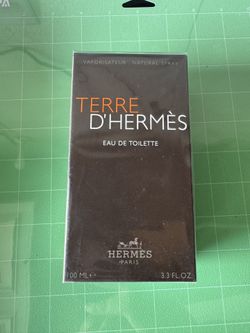 VAPORISATEUR NATURAL SPRAY
TERRE
D'HERMÈS
EAU DE TOILETTE
HERMÈS
PARIS
100 ML℮ 3.3 FL.OZ